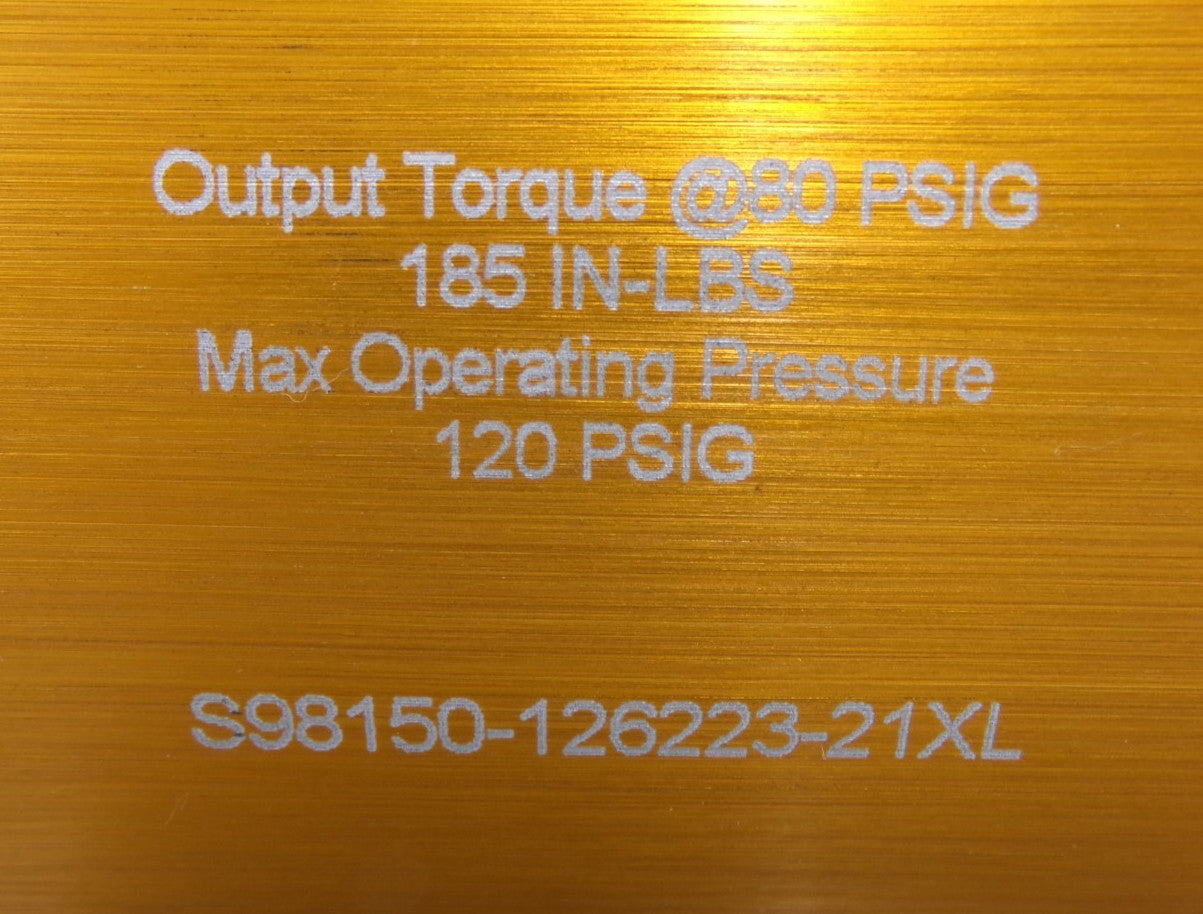 Output Torque @80 PSIG
185 IN-LBS
Max Operating Pressure
120 PSIG
S98150-126223-21XL